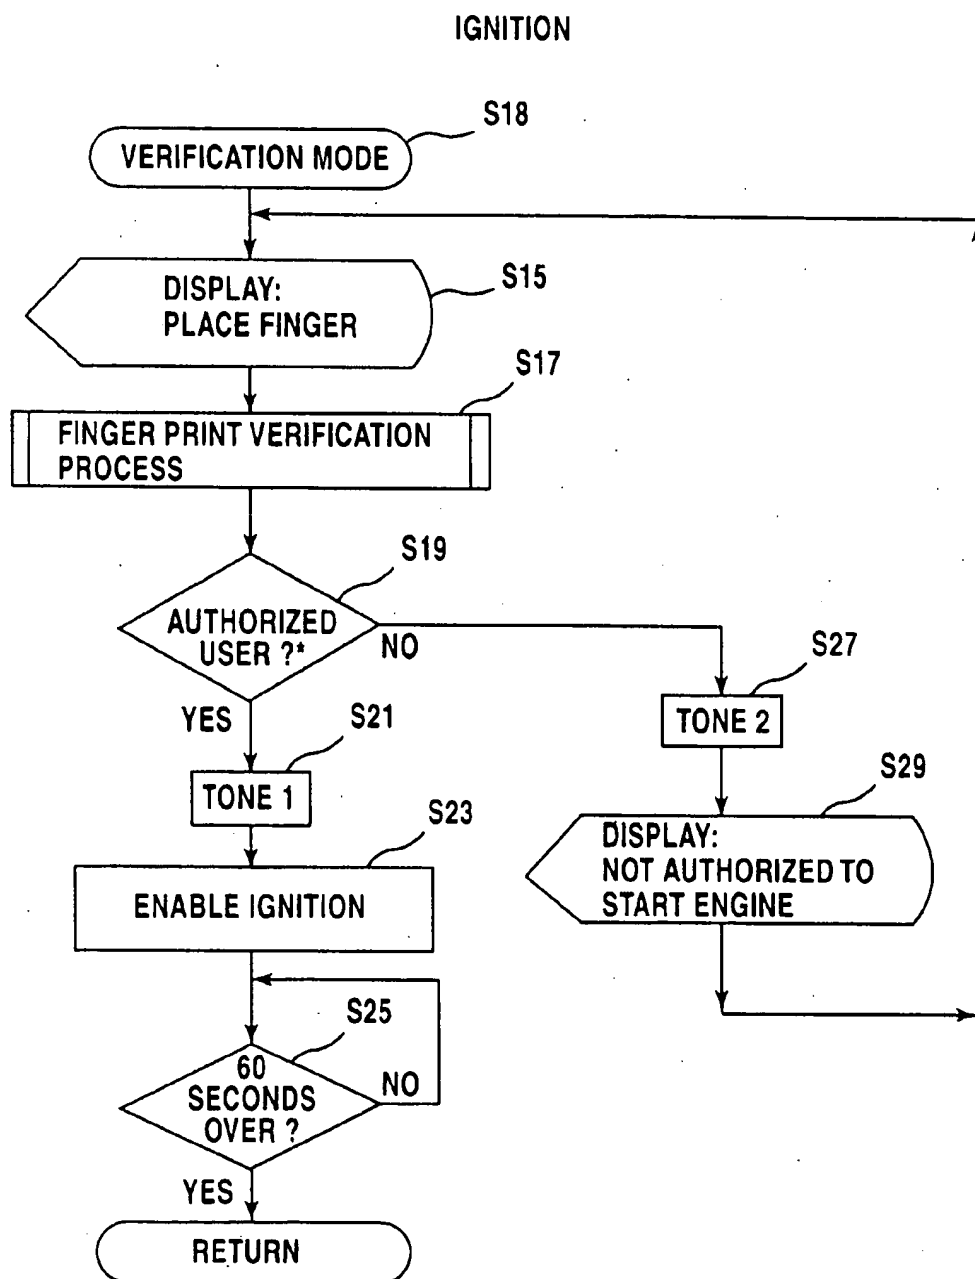 IGNITION
S18
VERIFICATION MODE
S15
DISPLAY:
PLACE FINGER
S17
FINGER PRINT VERIFICATION
PROCESS
S19
AUTHORIZED
USER ?*
NO
YES
S21
TONE 1
S27
TONE 2
S23
ENABLE IGNITION
S29
DISPLAY:
NOT AUTHORIZED TO
START ENGINE
S25
60
SECONDS
OVER ?
NO
YES
RETURN